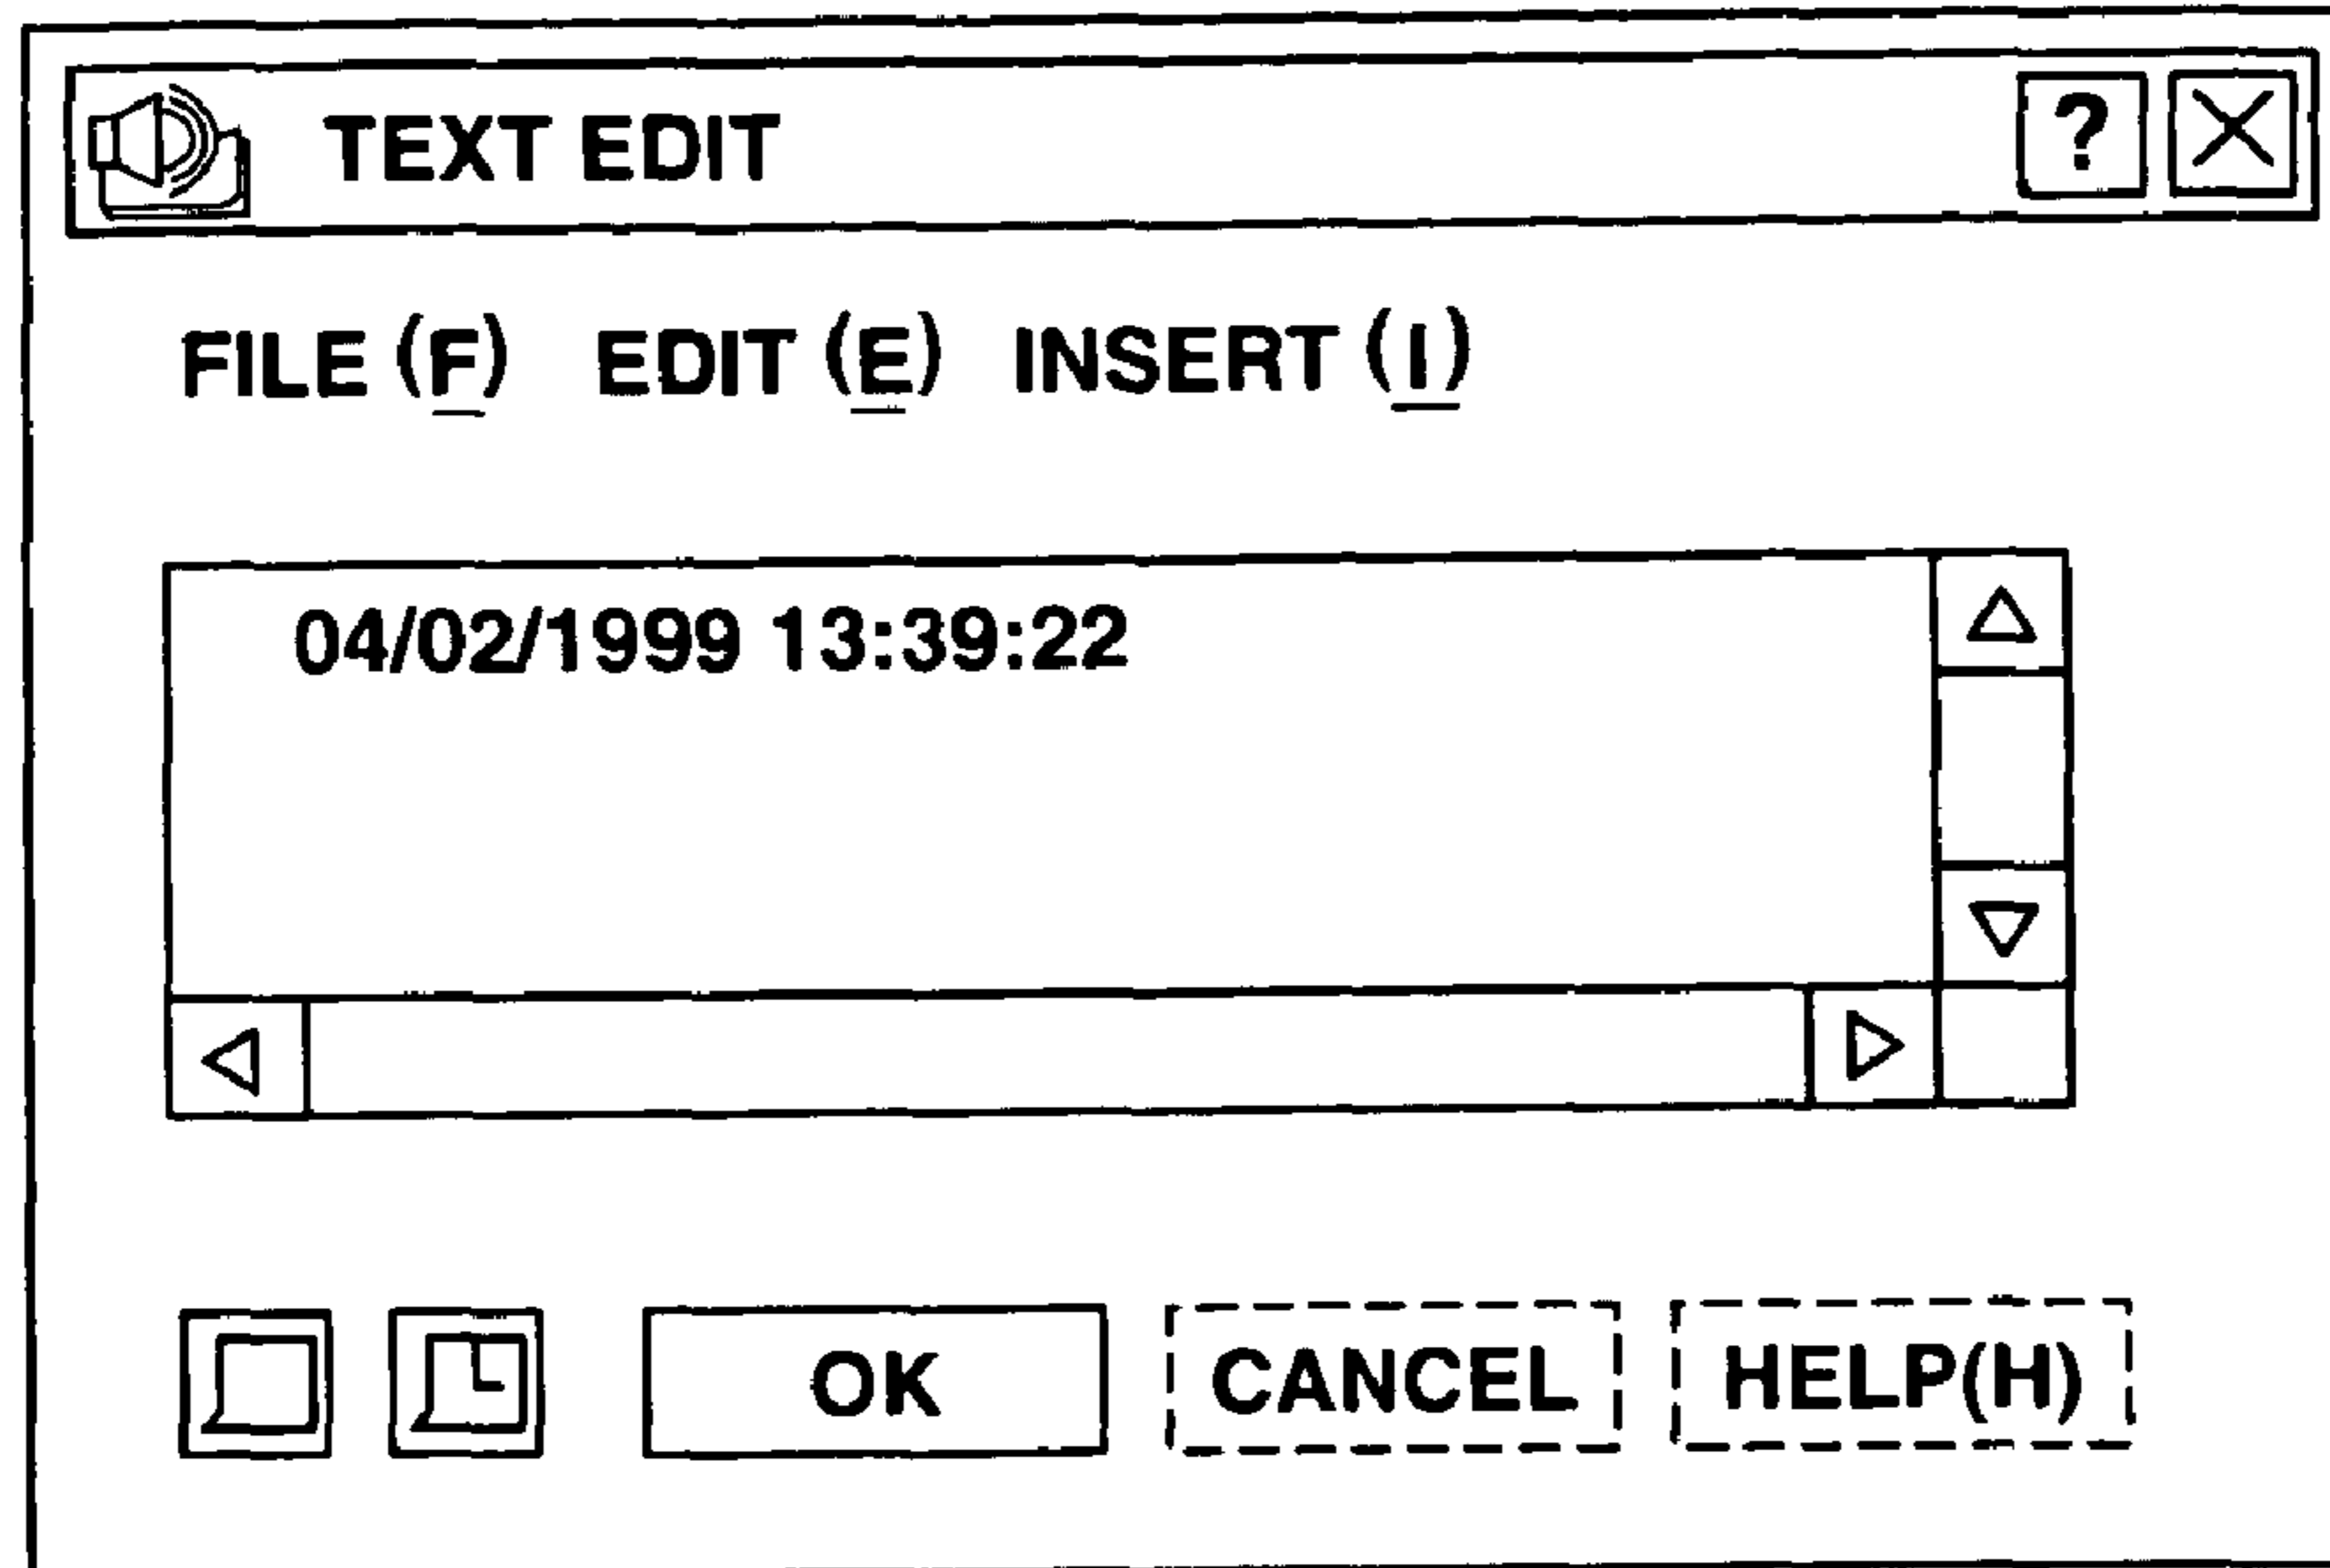 TEXT EDIT ?
FILE (F) EDIT (E) INSERT (I)
04/02/1999 13:39:22
OK CANCEL HELP(H)